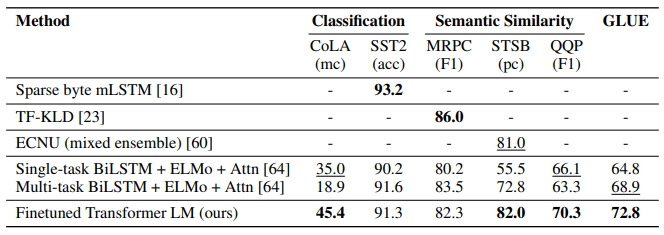 Method Classification Semantic Similarity GLUE
CoLA SST2 MRPC STSB QQP
(mc) (acc) (F1) (pc) (F1)
Sparse byte mLSTM [16] - 93.2 - - - -
TF-KLD [23] - - 86.0 - - -
ECNU (mixed ensemble) [60] - - - 81.0 - -
Single-task BiLSTM + ELMo + Attn [64] 35.0 90.2 80.2 55.5 66.1 64.8
Multi-task BiLSTM + ELMo + Attn [64] 18.9 91.6 83.5 72.8 63.3 68.9
Finetuned Transformer LM (ours) 45.4 91.3 82.3 82.0 70.3 72.8